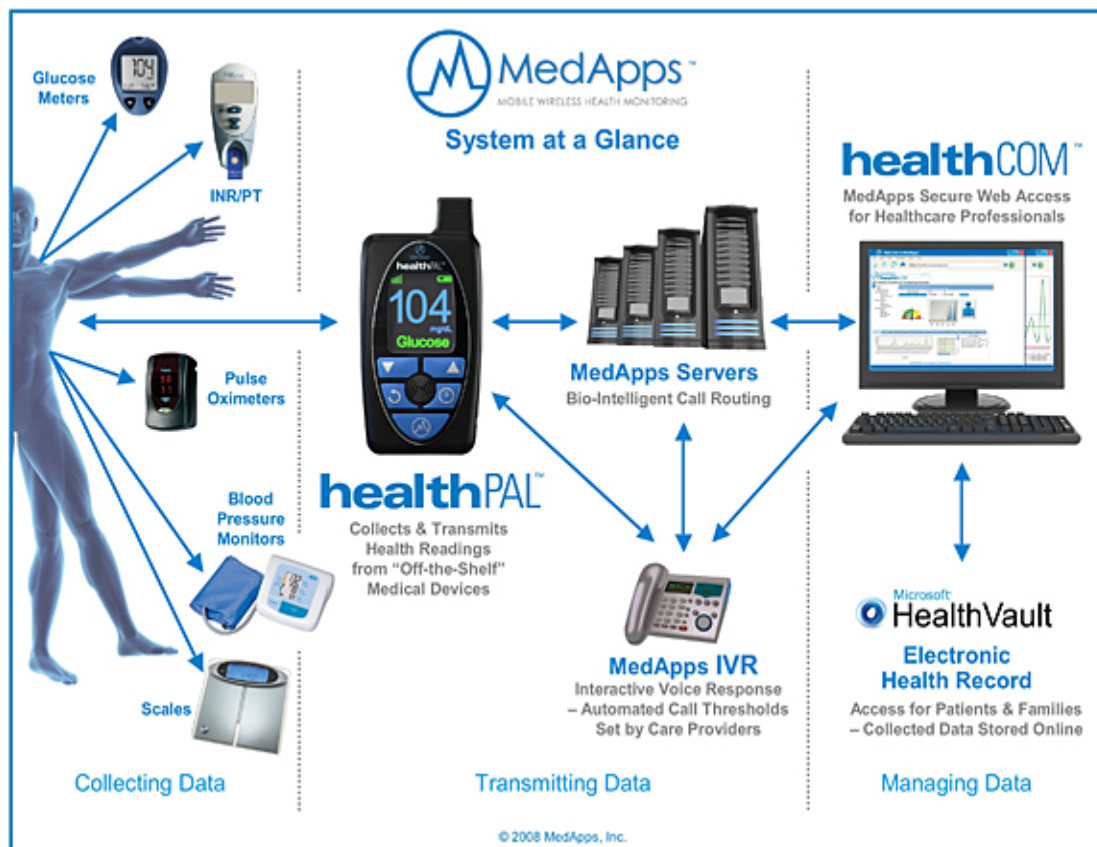 Glucose
Meters
104
INR/PT
MedApps™
MOBILE WIRELESS HEALTH MONITORING
System at a Glance
healthCOM™
MedApps Secure Web Access
for Healthcare Professionals
healthPAL™
104
mg/dL
Glucose
Pulse
Oximeters
MedApps Servers
Bio-Intelligent Call Routing
healthPAL™
Collects & Transmits
Health Readings
from “Off-the-Shelf”
Medical Devices
Blood
Pressure
Monitors
Scales
MedApps IVR
Interactive Voice Response
– Automated Call Thresholds
Set by Care Providers
Microsoft
HealthVault
Electronic
Health Record
Access for Patients & Families
– Collected Data Stored Online
Collecting Data
Transmitting Data
Managing Data
© 2008 MedApps, Inc.